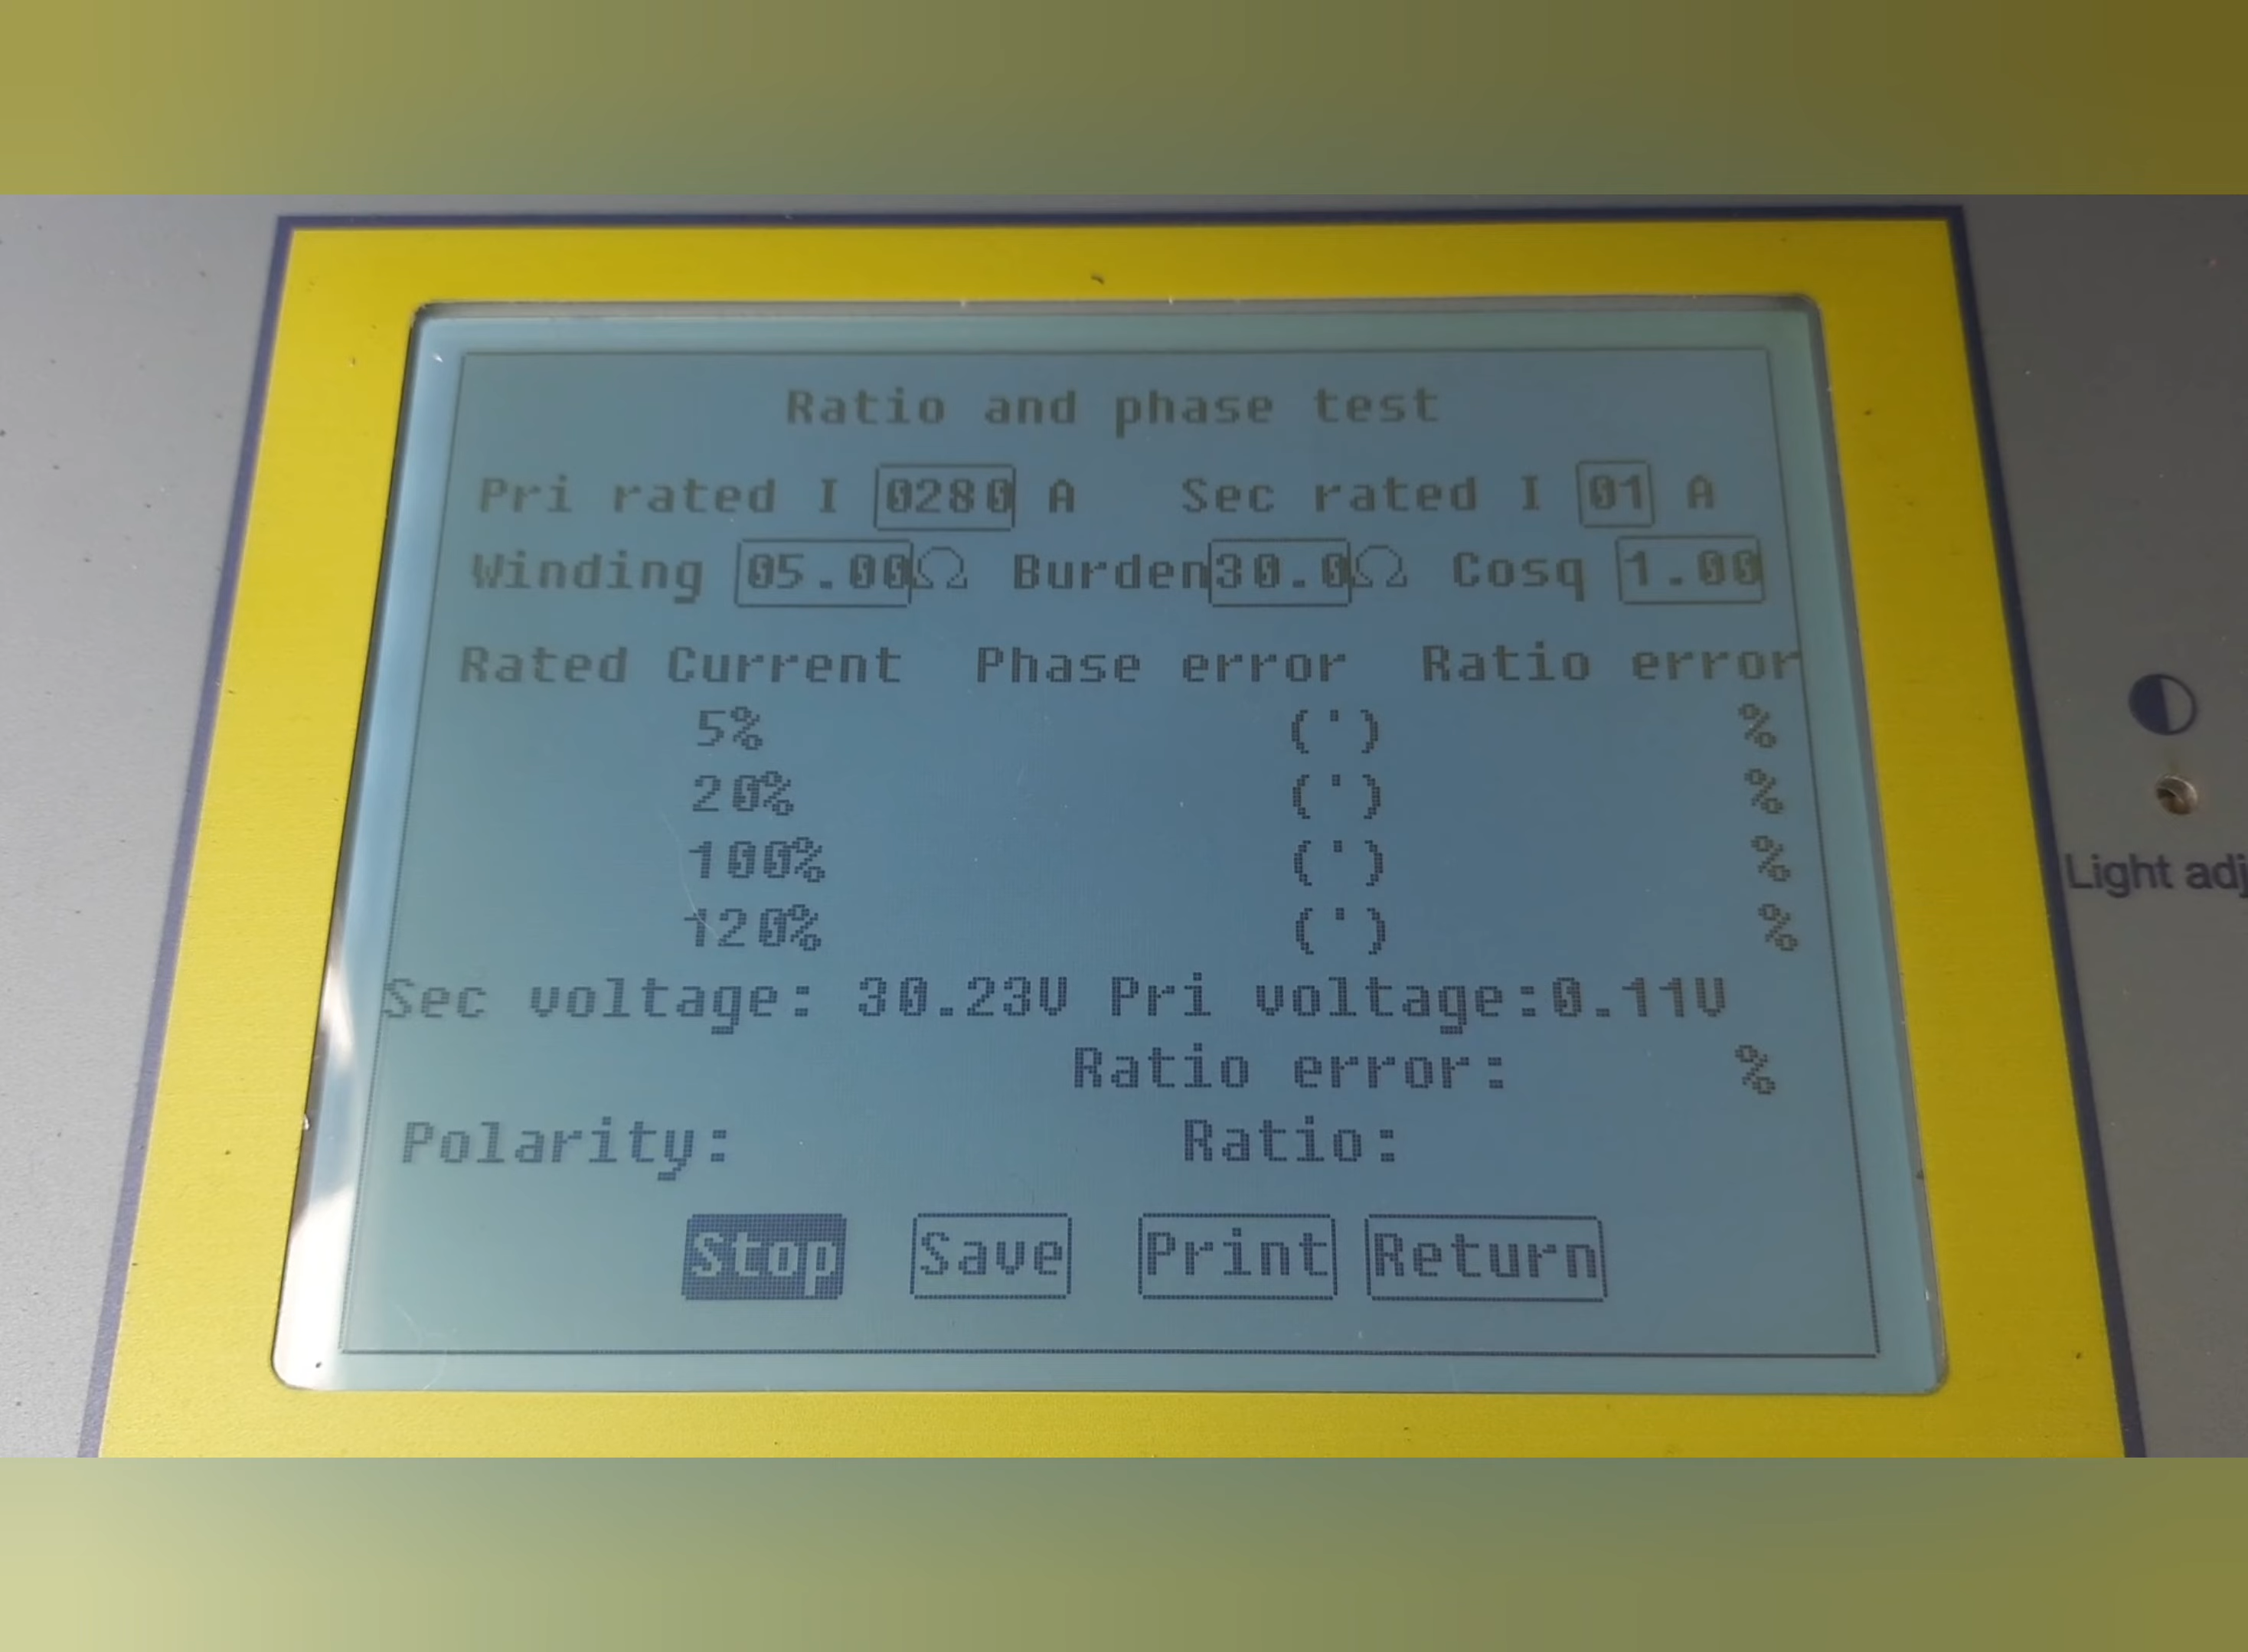 Ratio and phase test
Pri rated I 0280 A Sec rated I 01 A
Winding 05.00Ω Burden 30.0Ω Cosq 1.00
Rated Current Phase error Ratio error
5% (') %
20% (') %
100% (') %
120% (') %
Sec voltage: 30.23V Pri voltage:0.11V
Ratio error: %
Polarity: Ratio:
Stop Save Print Return
Light adj